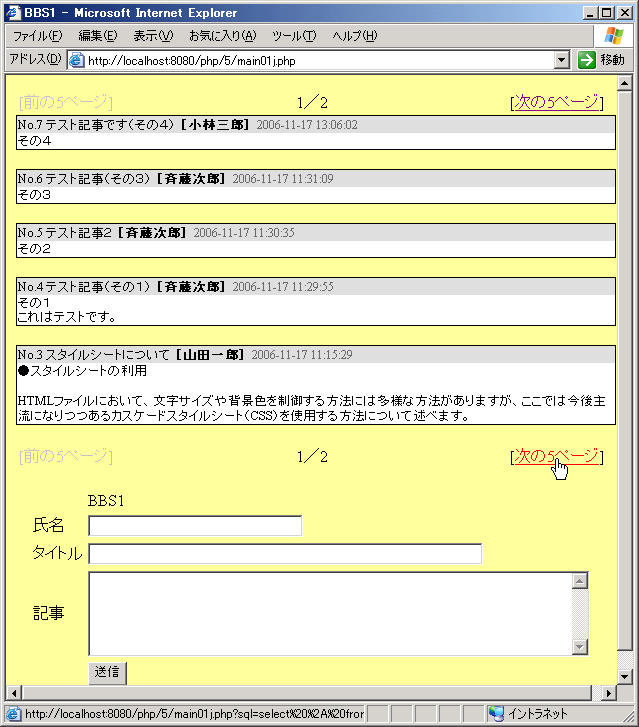 BBS1 - Microsoft Internet Explorer
ファイル(F) 編集(E) 表示(V) お気に入り(A) ツール(T) ヘルプ(H)
アドレス(D) http://localhost:8080/php/5/main01j.php 移動
[前の5ページ] 1／2 [次の5ページ]
No.7 テスト記事です(その４) [小林三郎] 2006-11-17 13:06:02
その４
No.6 テスト記事(その３) [斉藤次郎] 2006-11-17 11:31:09
その３
No.5 テスト記事２ [斉藤次郎] 2006-11-17 11:30:35
その２
No.4 テスト記事(その１) [斉藤次郎] 2006-11-17 11:29:55
その１
これはテストです。
No.3 スタイルシートについて [山田一郎] 2006-11-17 11:15:29
●スタイルシートの利用
HTMLファイルにおいて、文字サイズや背景色を制御する方法には多様な方法がありますが、ここでは今後主
流になりつつあるカスケードスタイルシート(CSS)を使用する方法について述べます。
[前の5ページ] 1／2 [次の5ページ]
BBS1
氏名
タイトル
記事
送信
http://localhost:8080/php/5/main01j.php?sql=select%20%2A%20fror イントラネット